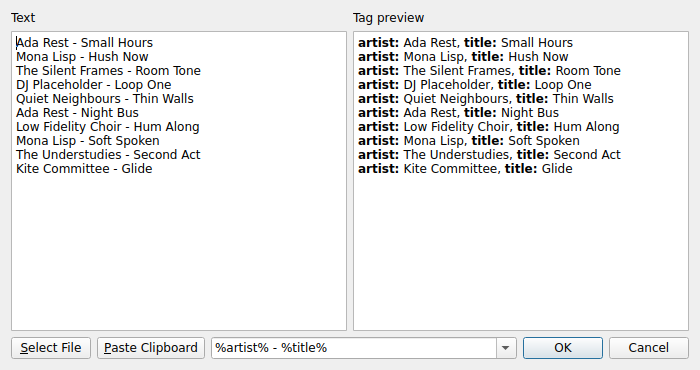 Text
Ada Rest - Small Hours
Mona Lisp - Hush Now
The Silent Frames - Room Tone
DJ Placeholder - Loop One
Quiet Neighbours - Thin Walls
Ada Rest - Night Bus
Low Fidelity Choir - Hum Along
Mona Lisp - Soft Spoken
The Understudies - Second Act
Kite Committee - Glide
Tag preview
artist: Ada Rest, title: Small Hours
artist: Mona Lisp, title: Hush Now
artist: The Silent Frames, title: Room Tone
artist: DJ Placeholder, title: Loop One
artist: Quiet Neighbours, title: Thin Walls
artist: Ada Rest, title: Night Bus
artist: Low Fidelity Choir, title: Hum Along
artist: Mona Lisp, title: Soft Spoken
artist: The Understudies, title: Second Act
artist: Kite Committee, title: Glide
Select File
Paste Clipboard
%artist% - %title%
OK
Cancel